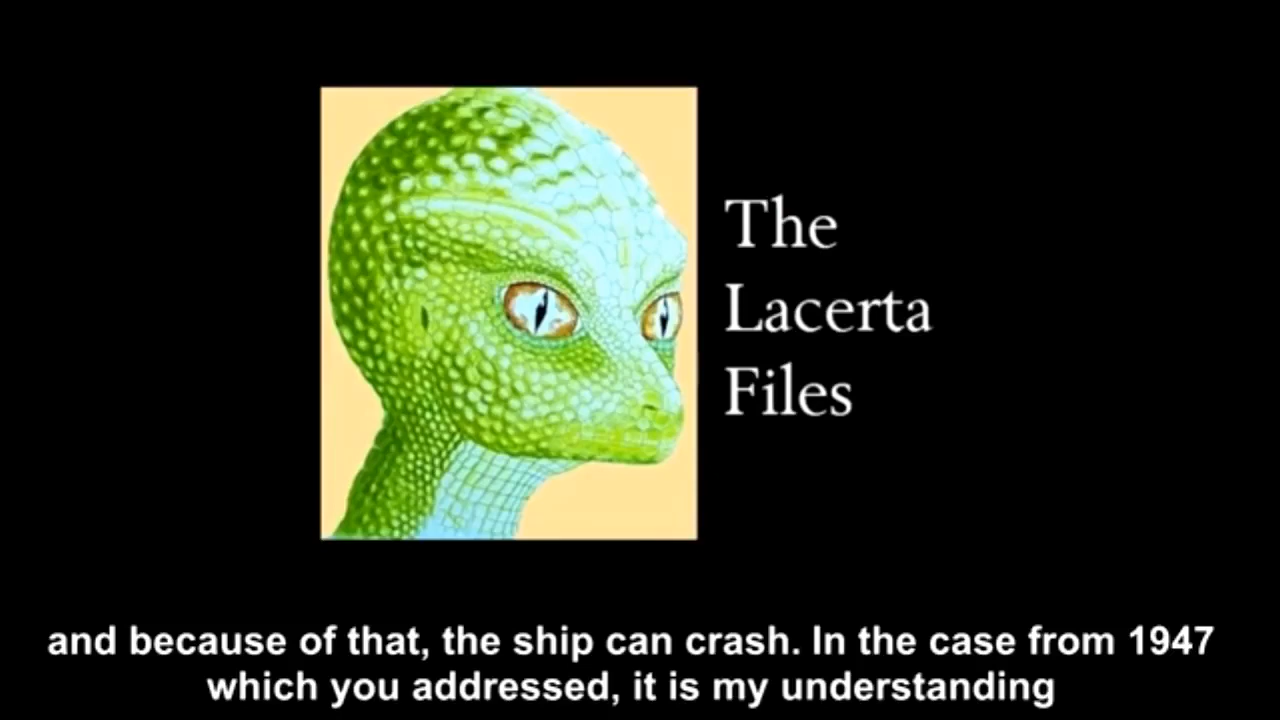 The
Lacerta
Files
and because of that, the ship can crash. In the case from 1947
which you addressed, it is my understanding